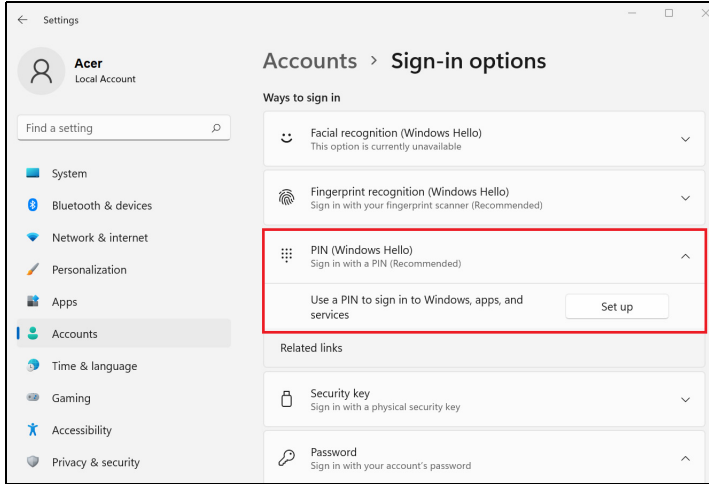 Settings
Acer
Local Account
Find a setting
System
Bluetooth & devices
Network & internet
Personalization
Apps
Accounts
Time & language
Gaming
Accessibility
Privacy & security
Accounts > Sign-in options
Ways to sign in
Facial recognition (Windows Hello)
This option is currently unavailable
Fingerprint recognition (Windows Hello)
Sign in with your fingerprint scanner (Recommended)
PIN (Windows Hello)
Sign in with a PIN (Recommended)
Use a PIN to sign in to Windows, apps, and
services
Set up
Related links
Security key
Sign in with a physical security key
Password
Sign in with your account's password